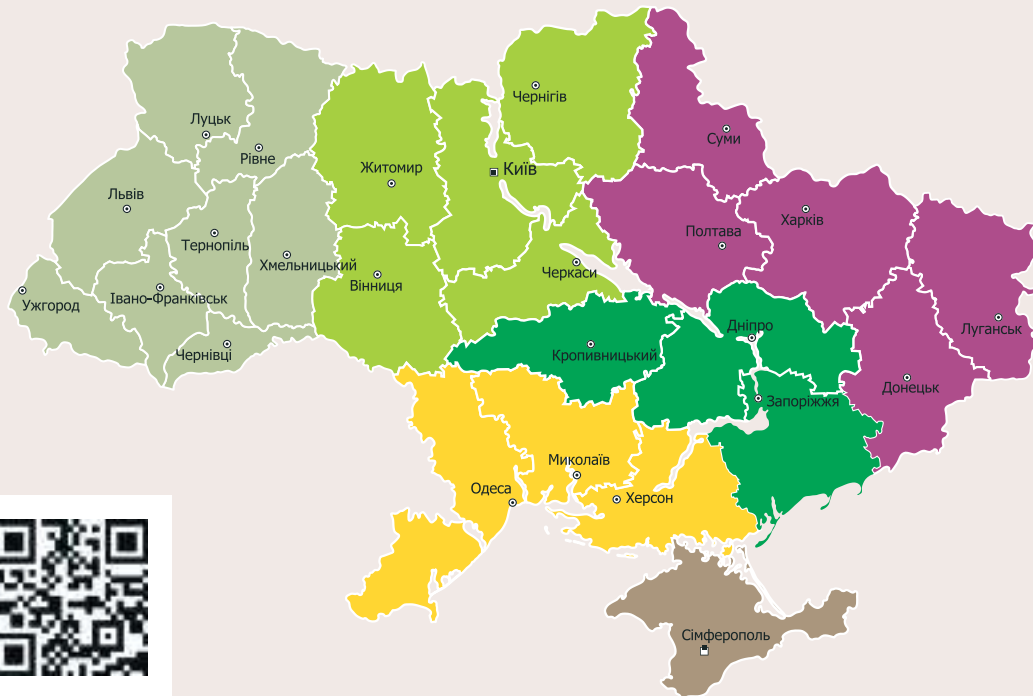 Чернігів
Луцьк
Суми
Рівне
Житомир
Київ
Львів
Харків
Полтава
Тернопіль
Хмельницький
Черкаси
Вінниця
Івано-Франківськ
Ужгород
Дніпро
Луганськ
Чернівці
Кропивницький
Донецьк
Запоріжжя
Миколаїв
Одеса
Херсон
Сімферополь